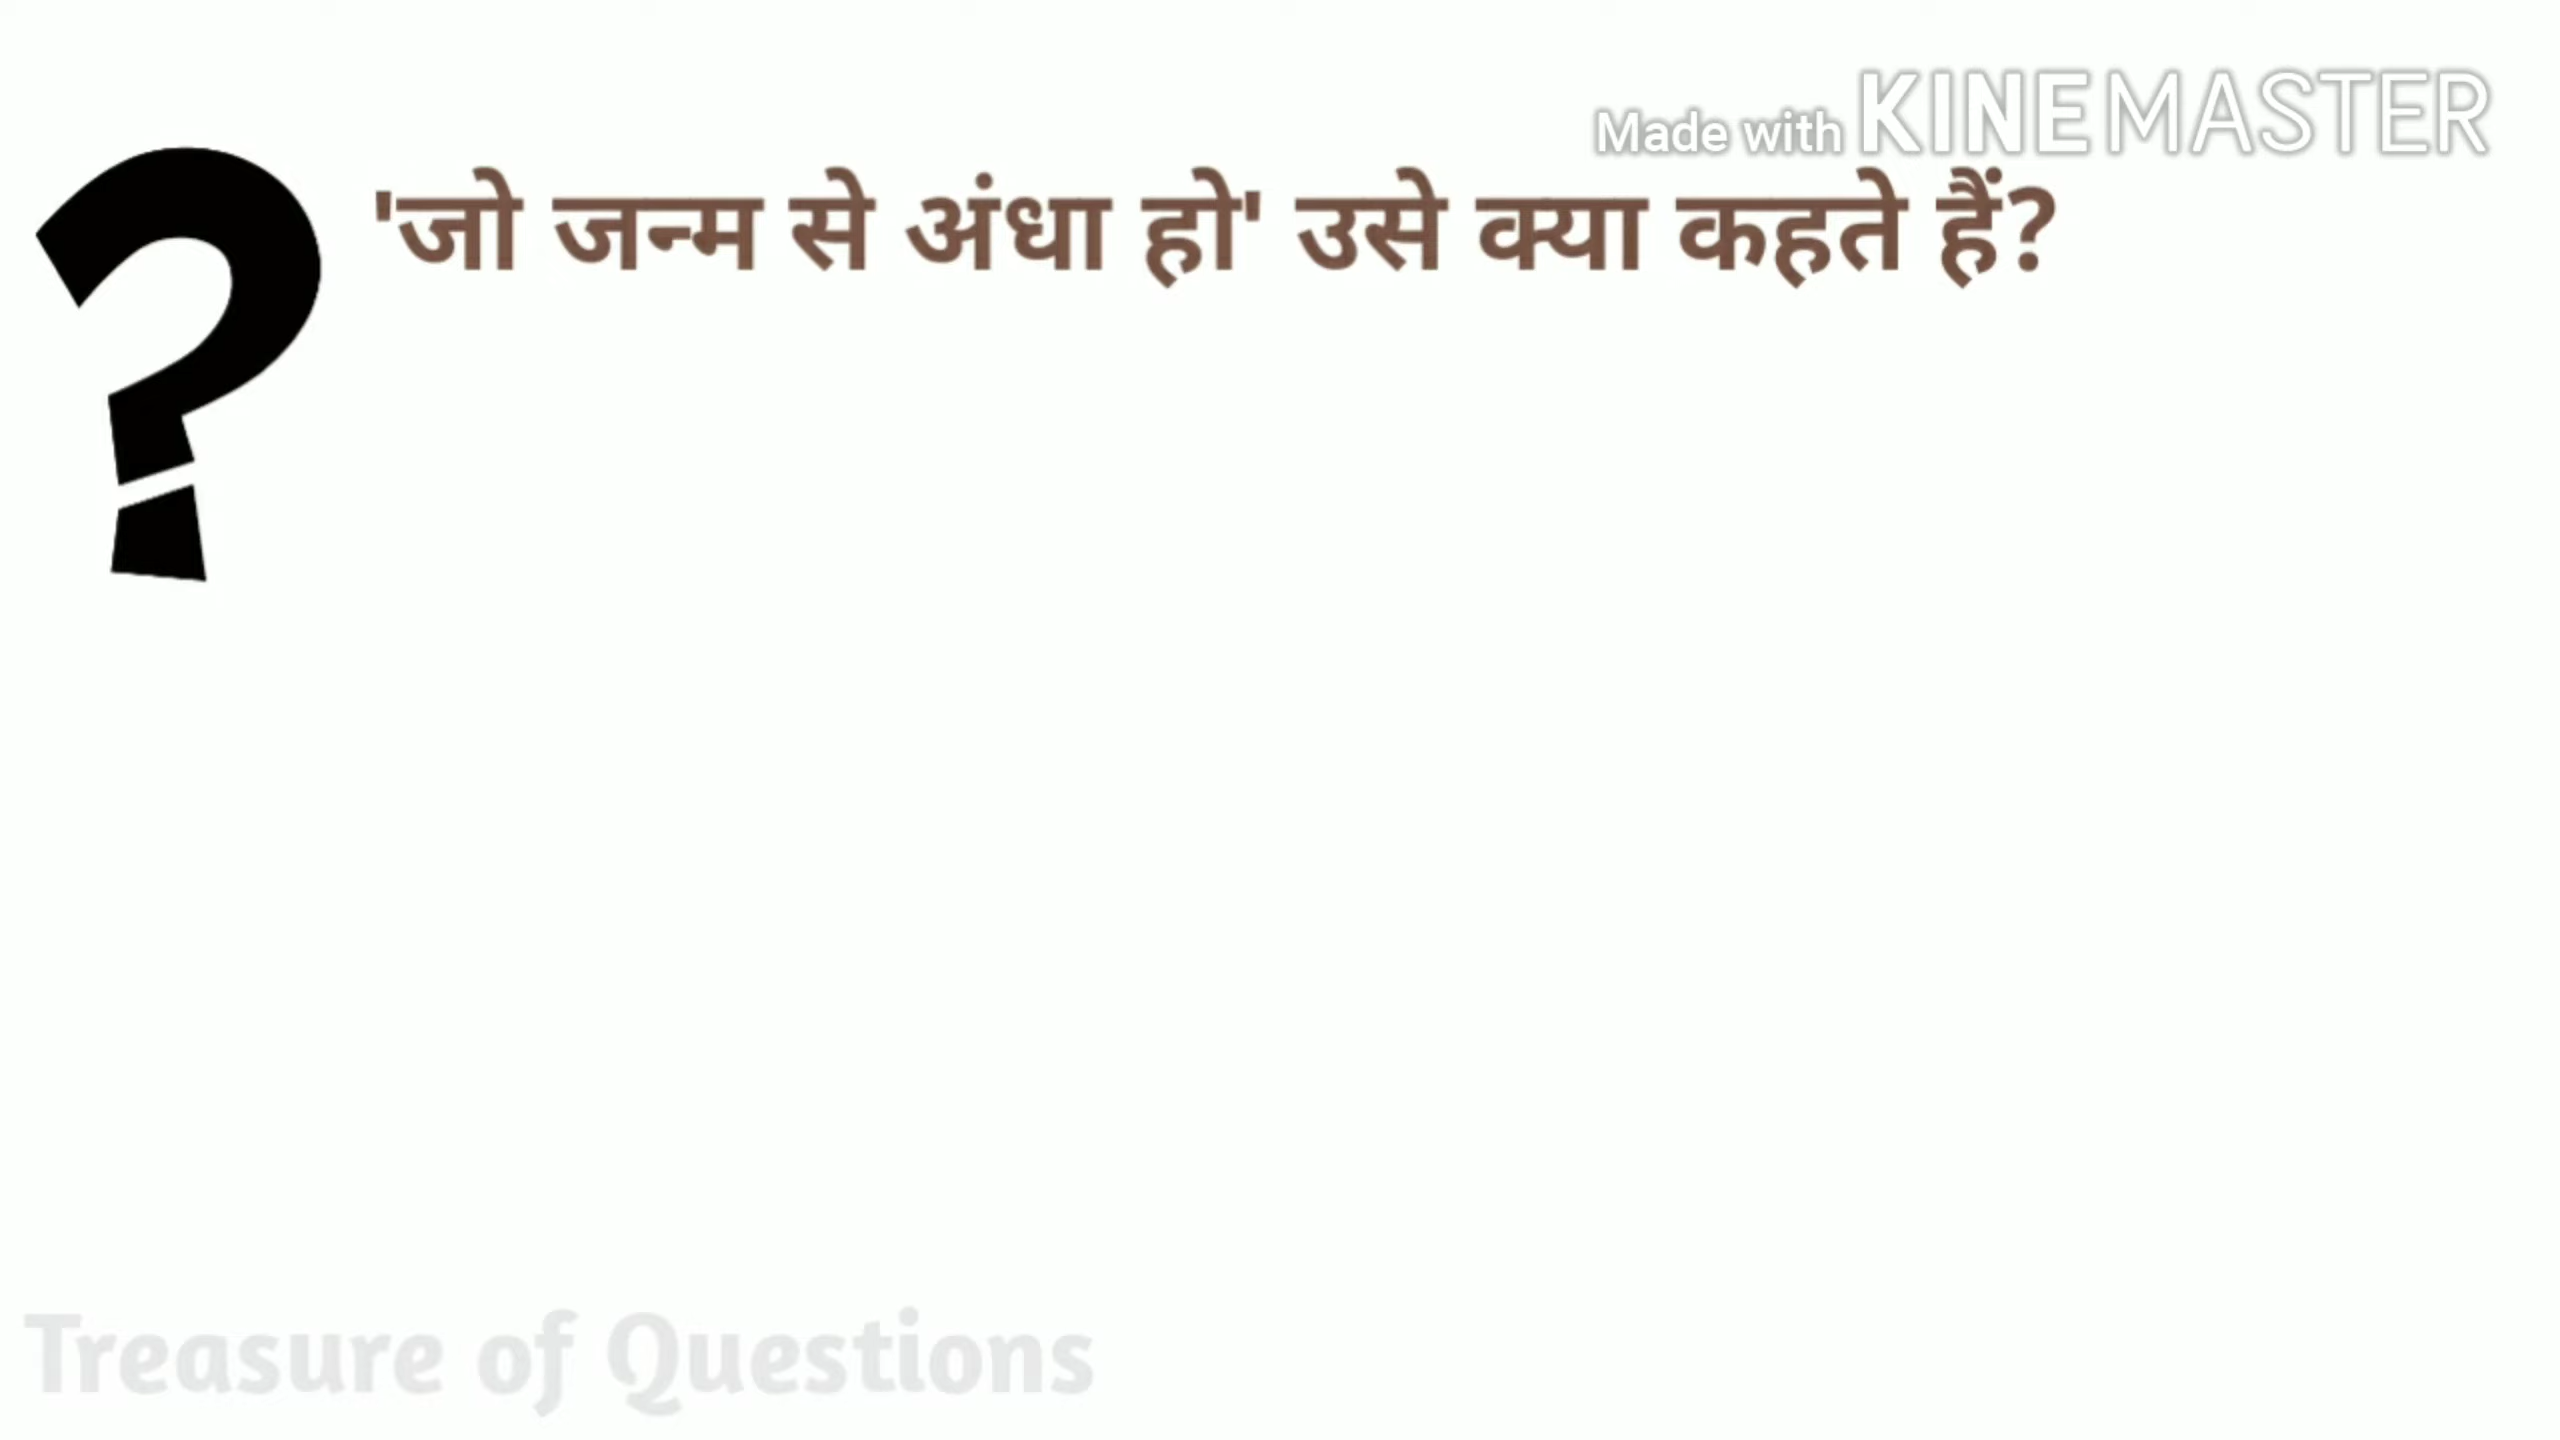 Made with KINEMASTER
'जो जन्म से अंधा हो' उसे क्या कहते हैं?
Treasure of Questions